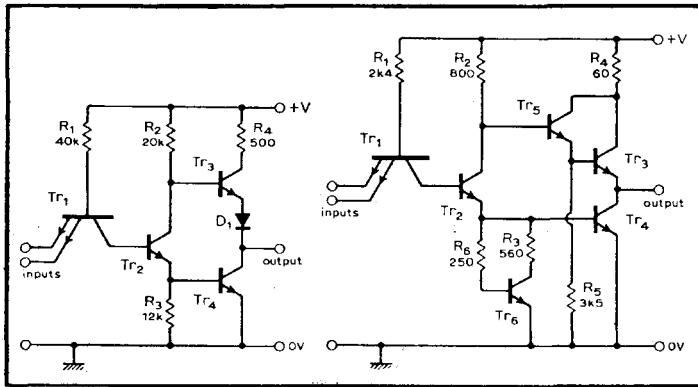 +V
R1
40k
R2
20k
R4
500
Tr3
Tr1
D1
output
inputs
Tr2
Tr4
R3
12k
0V
+V
R1
2k4
R2
800
R4
60
Tr5
Tr1
Tr3
inputs
Tr2
output
Tr4
R6
250
R3
560
R5
3k5
Tr6
0V